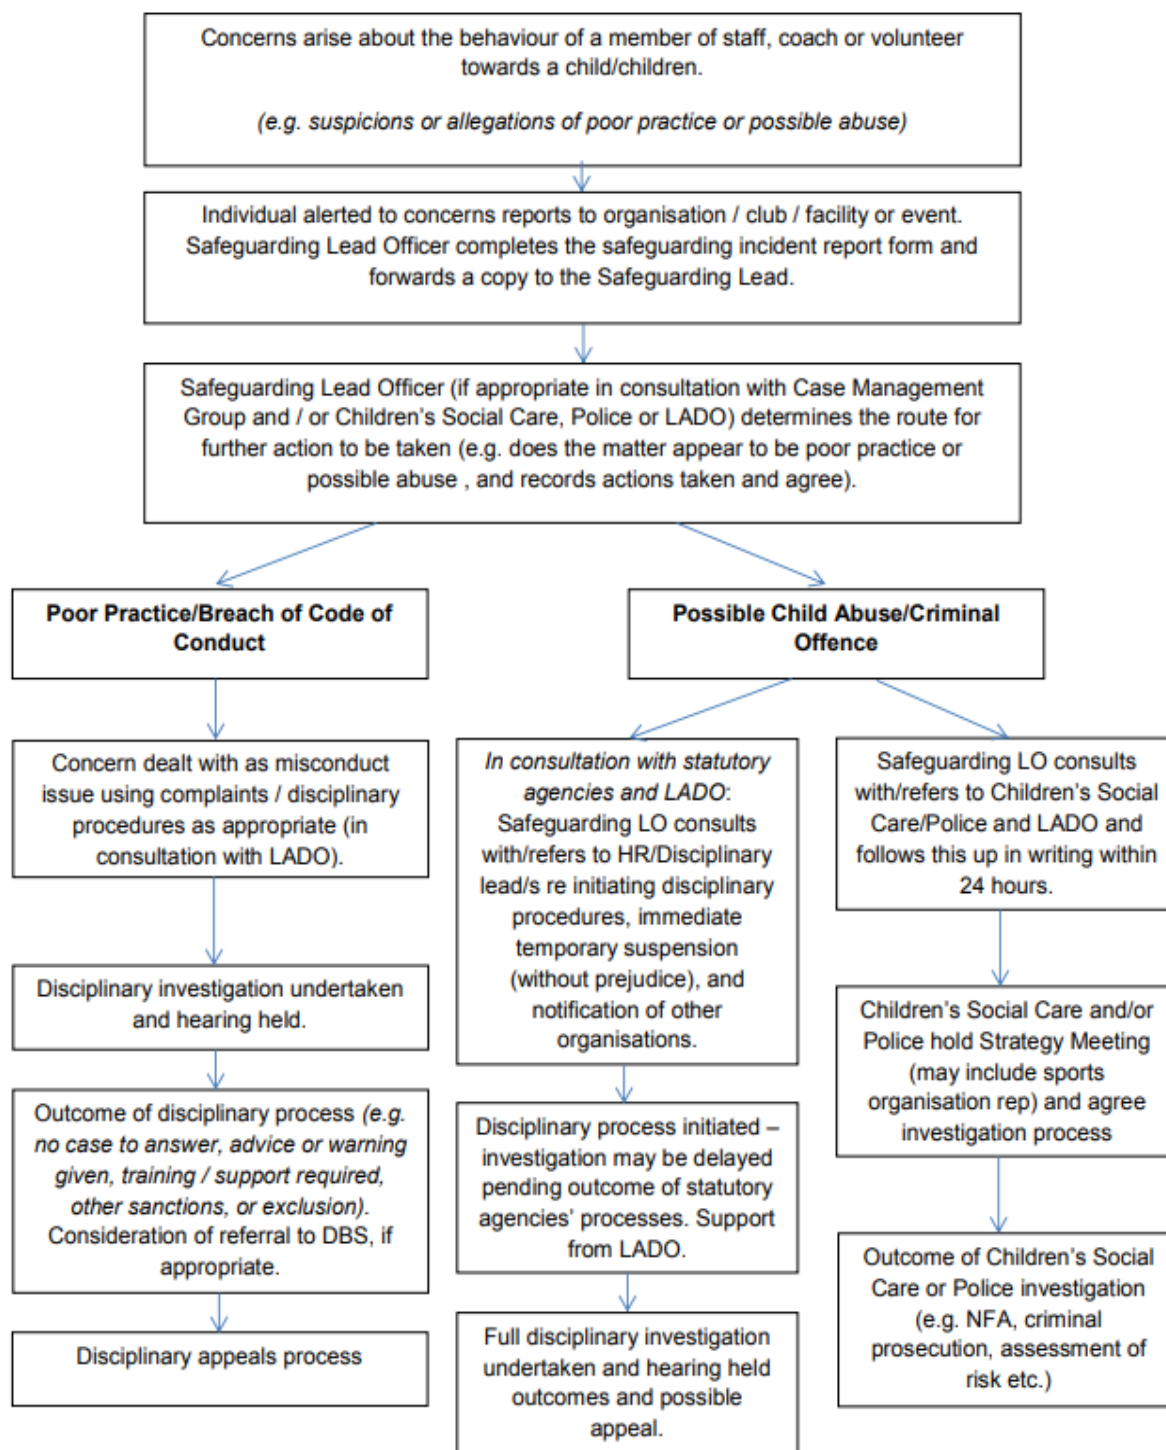 Concerns arise about the behaviour of a member of staff, coach or volunteer
towards a child/children.
(e.g. suspicions or allegations of poor practice or possible abuse)
Individual alerted to concerns reports to organisation / club / facility or event.
Safeguarding Lead Officer completes the safeguarding incident report form and
forwards a copy to the Safeguarding Lead.
Safeguarding Lead Officer (if appropriate in consultation with Case Management
Group and / or Children's Social Care, Police or LADO) determines the route for
further action to be taken (e.g. does the matter appear to be poor practice or
possible abuse , and records actions taken and agree).
Poor Practice/Breach of Code of
Conduct
Concern dealt with as misconduct
issue using complaints / disciplinary
procedures as appropriate (in
consultation with LADO).
Disciplinary investigation undertaken
and hearing held.
Outcome of disciplinary process (e.g.
no case to answer, advice or warning
given, training / support required,
other sanctions, or exclusion).
Consideration of referral to DBS, if
appropriate.
Disciplinary appeals process
Possible Child Abuse/Criminal
Offence
In consultation with statutory
agencies and LADO:
Safeguarding LO consults
with/refers to HR/Disciplinary
lead/s re initiating disciplinary
procedures, immediate
temporary suspension
(without prejudice), and
notification of other
organisations.
Disciplinary process initiated –
investigation may be delayed
pending outcome of statutory
agencies' processes. Support
from LADO.
Full disciplinary investigation
undertaken and hearing held
outcomes and possible
appeal.
Safeguarding LO consults
with/refers to Children's Social
Care/Police and LADO and
follows this up in writing within
24 hours.
Children's Social Care and/or
Police hold Strategy Meeting
(may include sports
organisation rep) and agree
investigation process
Outcome of Children's Social
Care or Police investigation
(e.g. NFA, criminal
prosecution, assessment of
risk etc.)